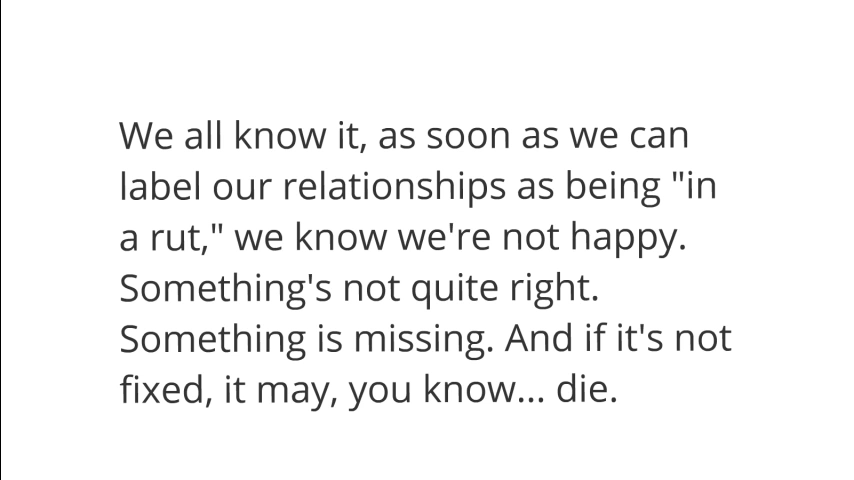 We all know it, as soon as we can
label our relationships as being "in
a rut," we know we're not happy.
Something's not quite right.
Something is missing. And if it's not
fixed, it may, you know... die.